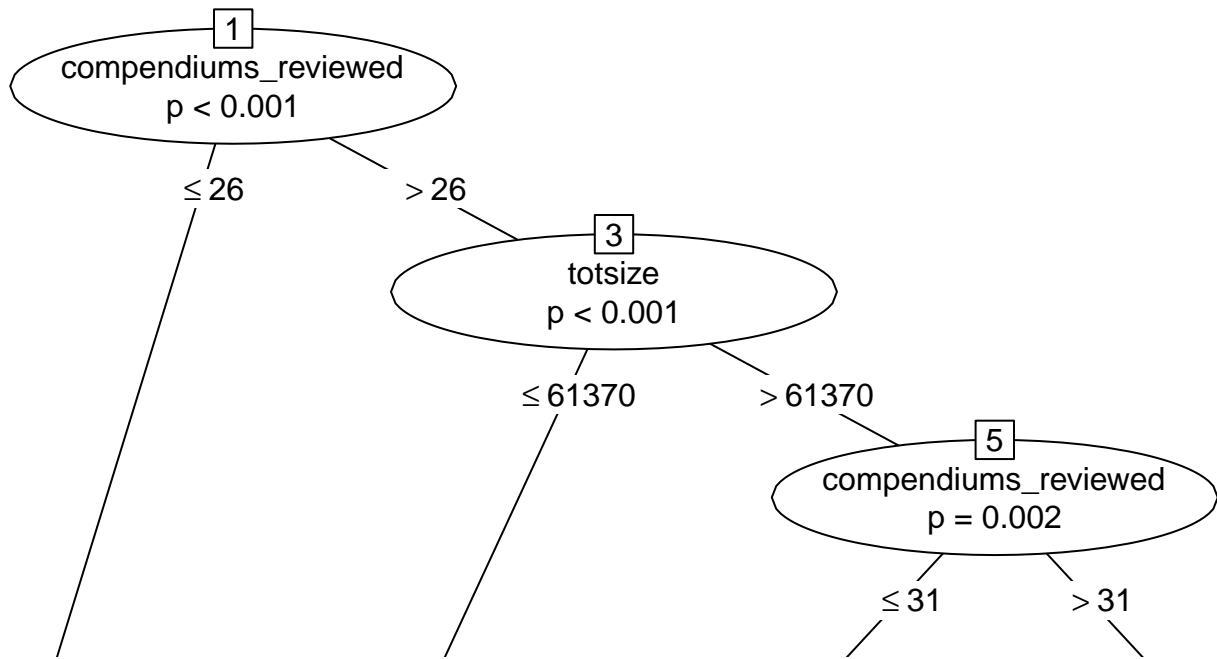 1
compendiums_reviewed
p < 0.001
≤ 26
> 26
3
totsize
p < 0.001
≤ 61370
> 61370
5
compendiums_reviewed
p = 0.002
≤ 31
> 31